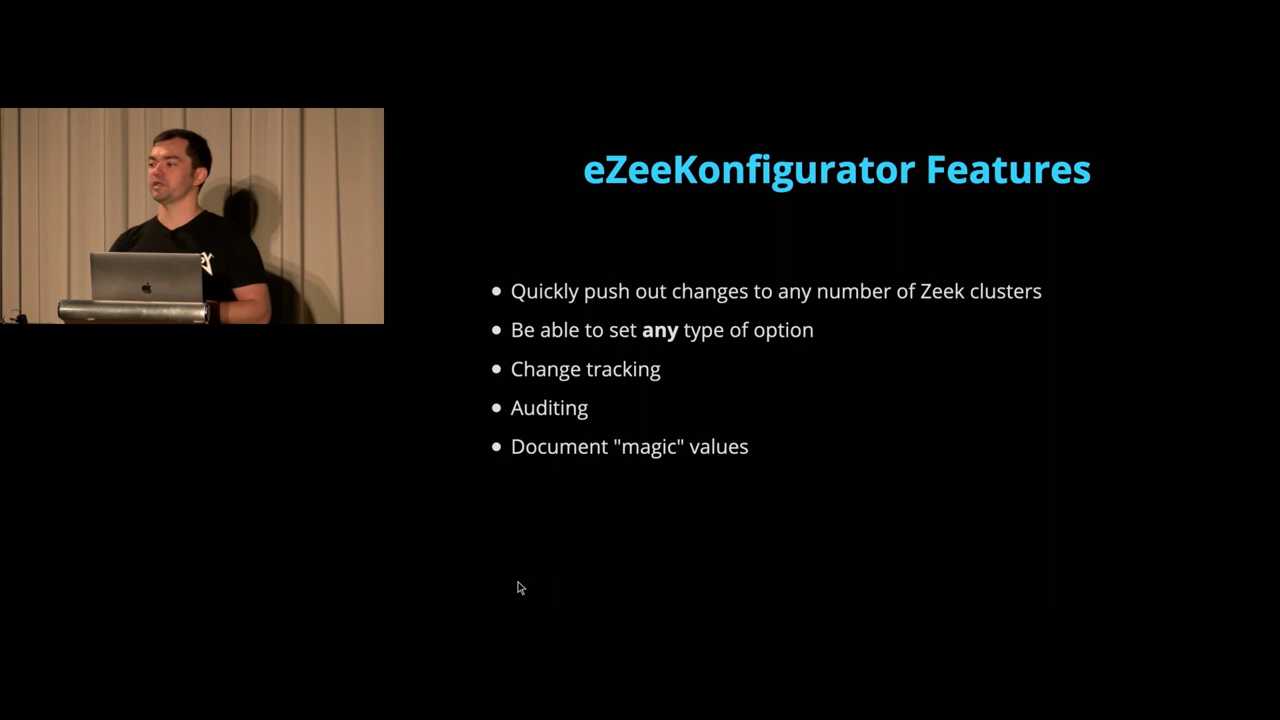 eZeeKonfigurator Features
Quickly push out changes to any number of Zeek clusters
Be able to set any type of option
Change tracking
Auditing
Document "magic" values